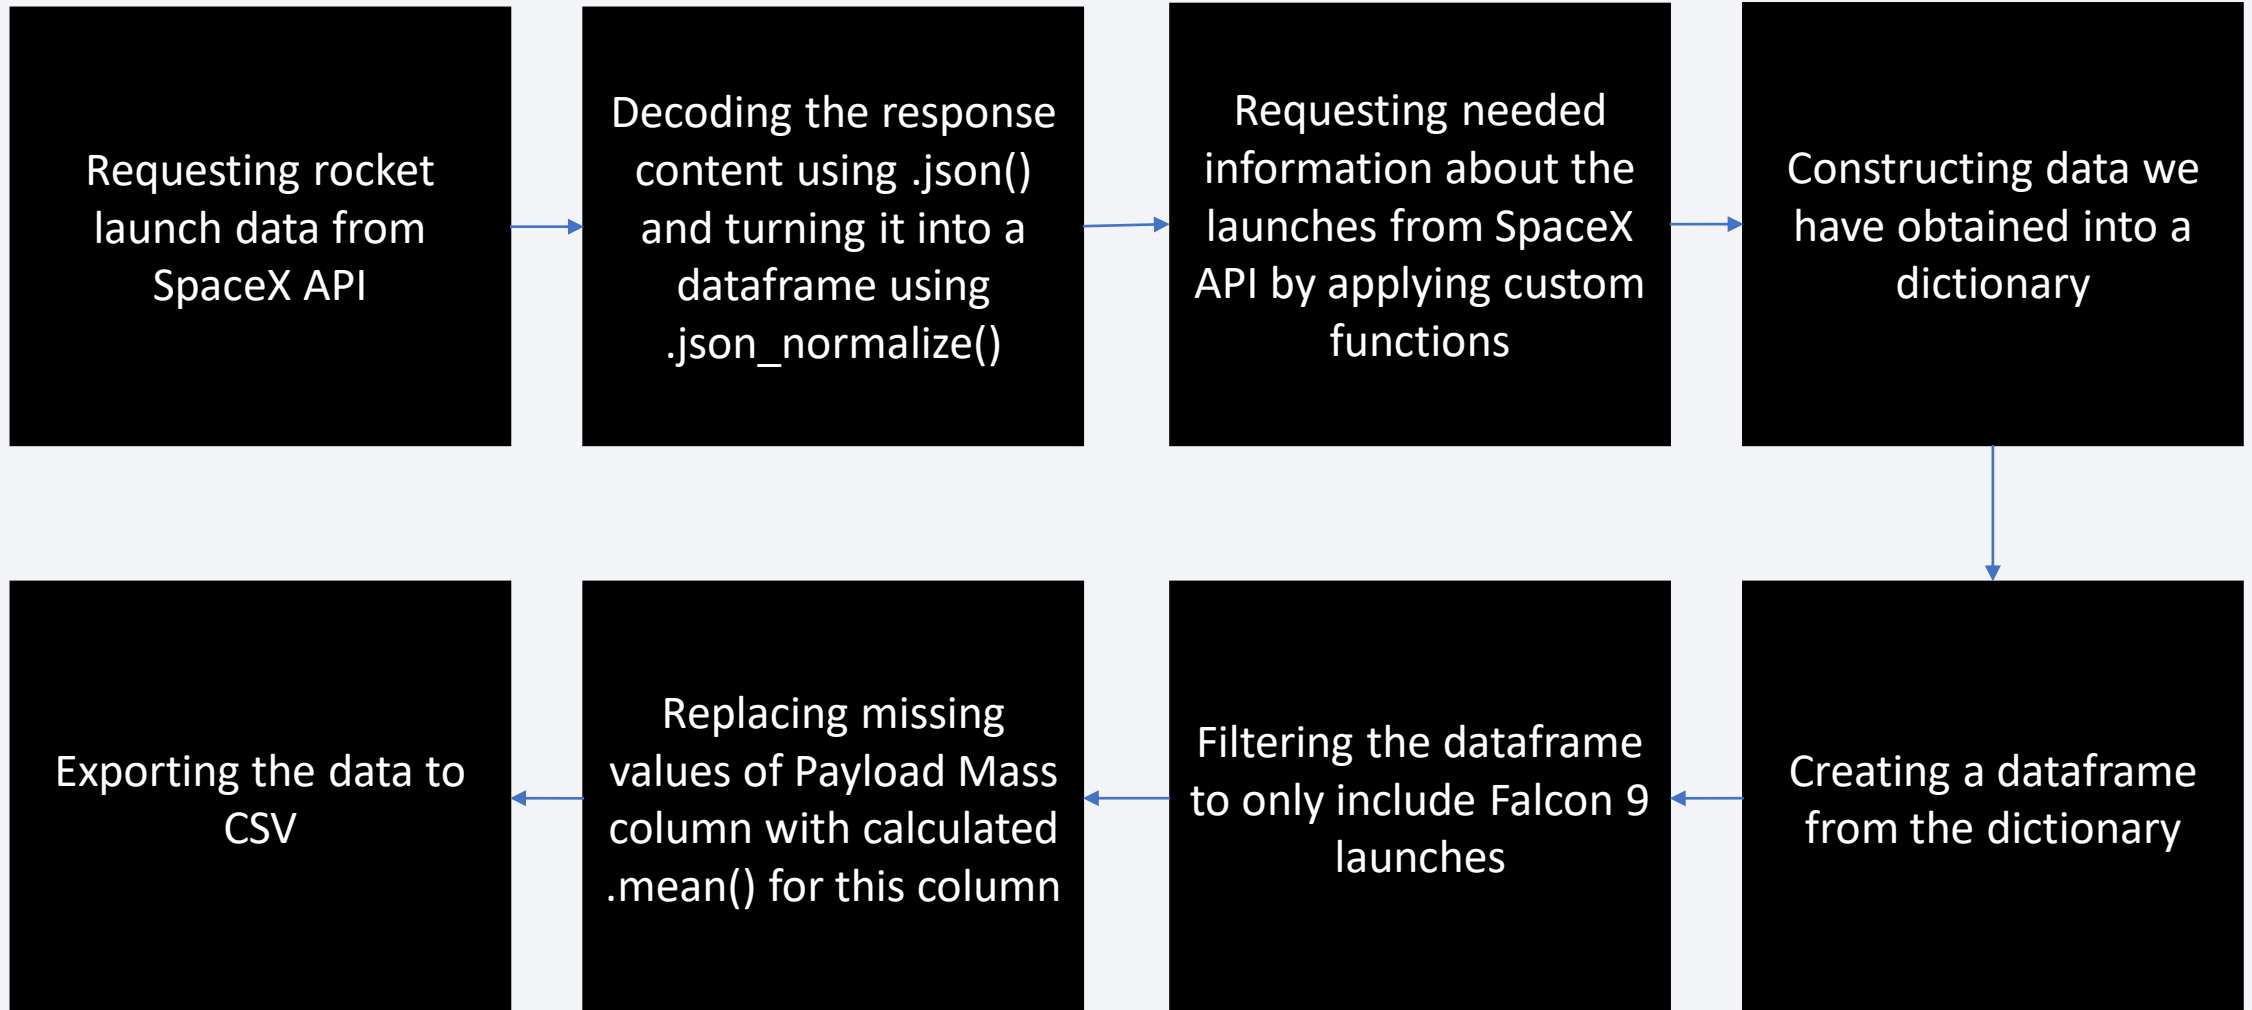 Requesting rocket
launch data from
SpaceX API
Decoding the response
content using .json()
and turning it into a
dataframe using
.json_normalize()
Requesting needed
information about the
launches from SpaceX
API by applying custom
functions
Constructing data we
have obtained into a
dictionary
Creating a dataframe
from the dictionary
Filtering the dataframe
to only include Falcon 9
launches
Replacing missing
values of Payload Mass
column with calculated
.mean() for this column
Exporting the data to
CSV